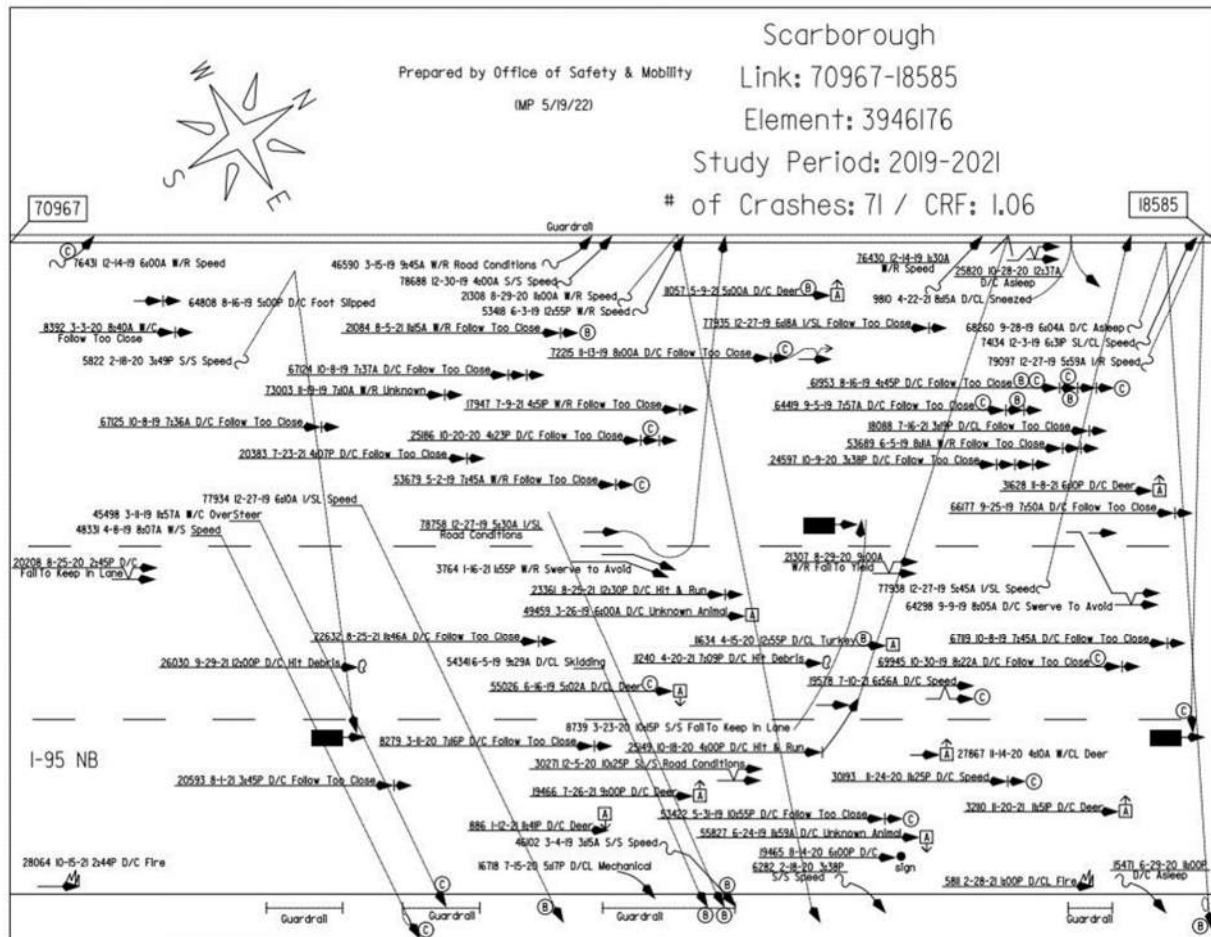 Scarborough
Prepared by Office of Safety & Mobility
Link: 70967-18585
(MP 5/19/22)
Element: 3946176
Study Period: 2019-2021
# of Crashes: 71 / CRF: 1.06
N
W
S
E
70967
18585
Guardrail
C
76431 12-14-19 6:00A W/R Speed
46590 3-15-19 9:45A W/R Road Conditions
76430 12-14-19 1:30A
W/R Speed
78688 12-30-19 4:00A S/S Speed
25820 10-28-20 12:37A
D/C Asleep
21308 8-29-20 11:00A W/R Speed
11057 5-9-21 5:00A D/C Deer B A
9810 4-22-21 8:15A D/CL Sneezed
64808 8-16-19 5:00P D/C Foot Slipped
53418 6-3-19 12:55P W/R Speed
8392 3-3-20 8:40A W/C
Follow Too Close
21084 8-5-21 11:15A W/R Follow Too Close B
77935 12-27-19 6:18A I/SL Follow Too Close
68260 9-28-19 6:04A D/C Asleep
74134 12-3-19 6:31P SL/CL Speed
5822 2-18-20 3:49P S/S Speed
72215 11-13-19 8:00A D/C Follow Too Close C
79097 12-27-19 5:59A I/R Speed
67124 10-8-19 7:37A D/C Follow Too Close
61953 8-16-19 4:45P D/C Follow Too Close B C C B C
73003 11-19-19 7:10A W/R Unknown
17947 7-9-21 4:51P W/R Follow Too Close
64419 9-5-19 7:57A D/C Follow Too Close C B
67125 10-8-19 7:36A D/C Follow Too Close
18088 7-16-21 3:19P D/CL Follow Too Close
25186 10-20-20 4:23P D/C Follow Too Close C
53689 6-5-19 8:11A W/R Follow Too Close
20383 7-23-21 4:07P D/C Follow Too Close
24597 10-9-20 3:38P D/C Follow Too Close
53679 5-2-19 7:45A W/R Follow Too Close C
31628 11-8-21 6:10P D/C Deer A
77934 12-27-19 6:10A I/SL Speed
66177 9-25-19 7:50A D/C Follow Too Close
45498 3-11-19 11:57A W/C OverSteer
78758 12-27-19 5:30A I/SL
Road Conditions
48331 4-8-19 8:07A W/S Speed
20208 8-25-20 2:45P D/C
Fail To Keep In Lane
21307 8-29-20 9:00A
W/R Fail To Yield
3764 1-16-21 1:55P W/R Swerve to Avoid
77938 12-27-19 5:45A I/SL Speed
23361 8-25-21 12:30P D/C Hit & Run
64298 9-9-19 8:05A D/C Swerve To Avoid
49459 3-26-19 6:00A D/C Unknown Animal A
22632 8-25-21 11:46A D/C Follow Too Close
11634 4-15-20 12:55P D/CL Turkey B A
67119 10-8-19 7:45A D/C Follow Too Close
26030 9-29-21 12:00P D/C Hit Debris
54341 6-5-19 9:29A D/CL Skidding
11240 4-20-21 7:09P D/C Hit Debris
69945 10-30-19 8:22A D/C Follow Too Close C
55026 6-16-19 5:02A D/CL Deer C A
19578 7-10-21 6:56A D/C Speed
C
C
8739 3-23-20 10:15P S/S Fail To Keep In Lane
8279 3-11-20 7:16P D/C Follow Too Close
25149 10-18-20 4:00P D/C Hit & Run
A 27867 11-14-20 4:10A W/CL Deer
I-95 NB
30271 12-5-20 10:25P SL/S Road Conditions
20593 8-1-21 3:45P D/C Follow Too Close
30193 11-24-20 11:25P D/C Speed C
19466 7-26-21 9:00P D/C Deer A
32110 11-20-21 11:51P D/C Deer A
886 1-12-21 11:41P D/C Deer A
53422 5-31-19 10:55P D/C Follow Too Close C
55827 6-24-19 11:59A D/C Unknown Animal A
46102 3-4-19 3:15A S/S Speed
19465 8-14-20 6:00P D/C
sign
28064 10-15-21 2:44P D/C Fire
16718 7-15-20 5:17P D/CL Mechanical
6282 2-18-20 3:38P
S/S Speed
15471 6-29-20 11:00P
D/C Asleep
5811 2-28-21 1:00P D/CL Fire
C
B
Guardrail
Guardrail
Guardrail
Guardrail
C
B
B
B
B